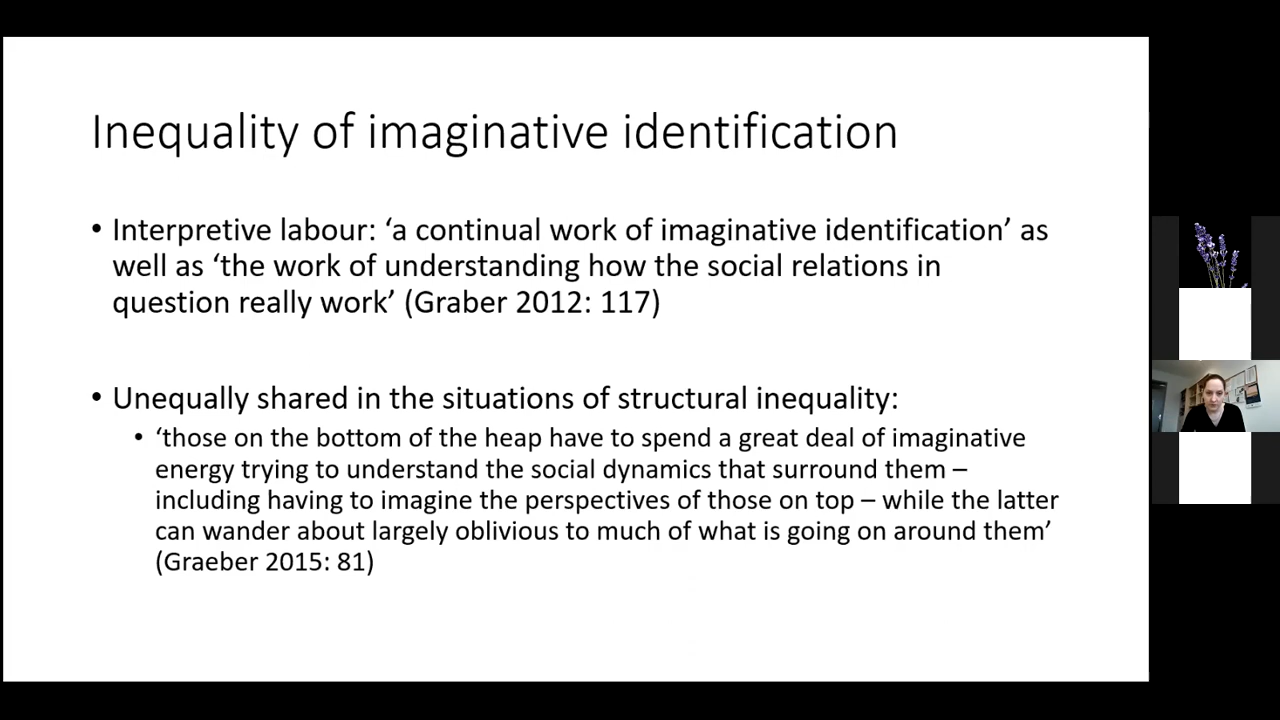 Inequality of imaginative identification
• Interpretive labour: ‘a continual work of imaginative identification’ as
well as ‘the work of understanding how the social relations in
question really work’ (Graber 2012: 117)
• Unequally shared in the situations of structural inequality:
• ‘those on the bottom of the heap have to spend a great deal of imaginative
energy trying to understand the social dynamics that surround them –
including having to imagine the perspectives of those on top – while the latter
can wander about largely oblivious to much of what is going on around them’
(Graeber 2015: 81)